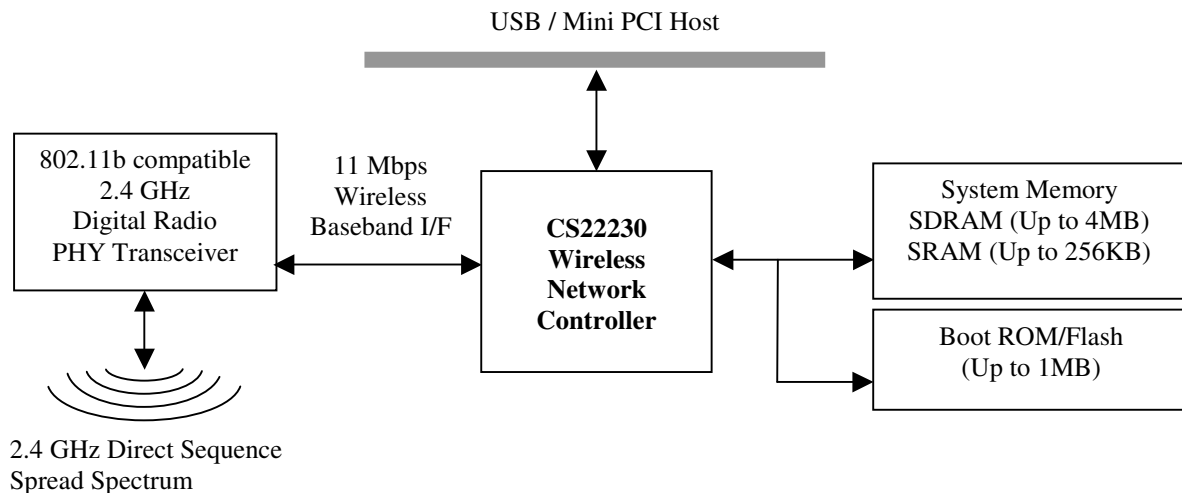 USB / Mini PCI Host
802.11b compatible
2.4 GHz
Digital Radio
PHY Transceiver
11 Mbps
Wireless
Baseband I/F
CS22230
Wireless
Network
Controller
System Memory
SDRAM (Up to 4MB)
SRAM (Up to 256KB)
Boot ROM/Flash
(Up to 1MB)
2.4 GHz Direct Sequence
Spread Spectrum